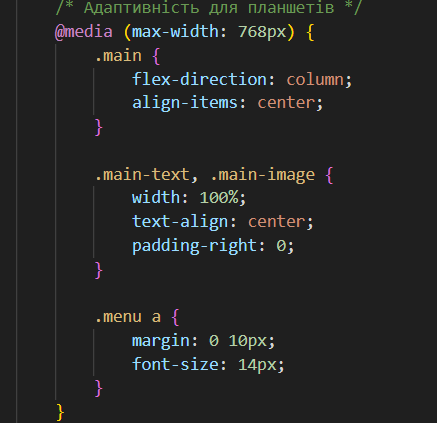 /* Адаптивність для планшетів */
@media (max-width: 768px) {
.main {
flex-direction: column;
align-items: center;
}
.main-text, .main-image {
width: 100%;
text-align: center;
padding-right: 0;
}
.menu a {
margin: 0 10px;
font-size: 14px;
}
}